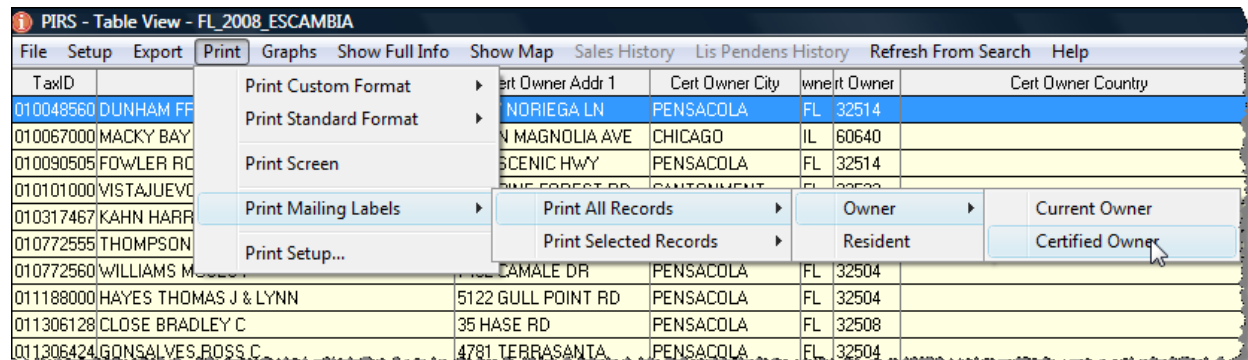 PIRS - Table View - FL_2008_ESCAMBIA
File Setup Export Print Graphs Show Full Info Show Map Sales History Lis Pendens History Refresh From Search Help
TaxID Owner Addr 1 Cert Owner City Owner Cert Owner Country
010048560 DUNHAM NORIEGA LN PENSACOLA FL 32514
010067000 MACKY BAY MAGNOLIA AVE CHICAGO IL 60640
010090505 FOWLER SCENIC HWY PENSACOLA FL 32514
010101000
010317467 KAHN HARR
010772555 THOMPSON
010772560 WILLIAMS CAMALE DR PENSACOLA FL 32504
011188000 HAYES THOMAS J & LYNN 5122 GULL POINT RD PENSACOLA FL 32504
011306128 CLOSE BRADLEY C 35 HASE RD PENSACOLA FL 32508
011306424 GONSALVES ROSS C 4781 TERRASANTA PENSACOLA FL 32504
Print Custom Format
Print Standard Format
Print Screen
Print Mailing Labels
Print Setup...
Print All Records
Print Selected Records
Owner
Resident
Current Owner
Certified Owner